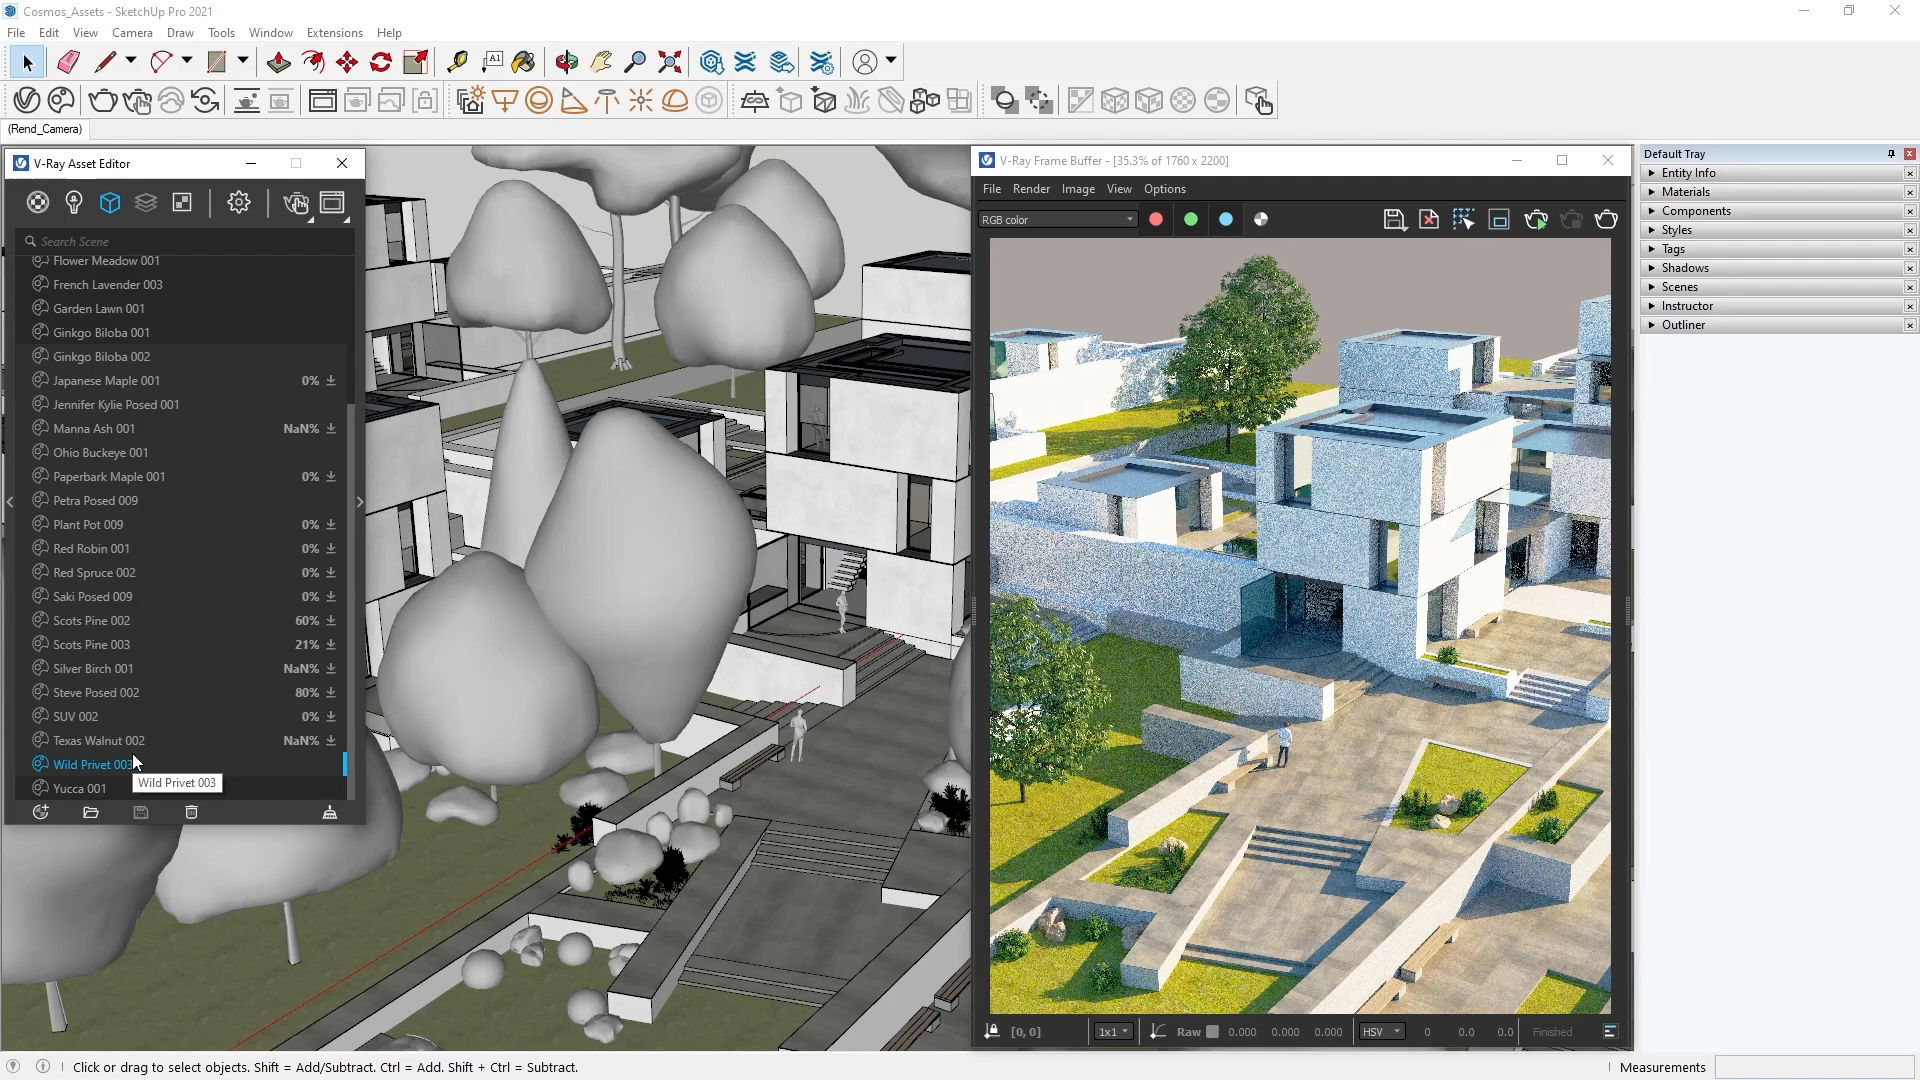 Cosmos_Assets - SketchUp Pro 2021
File Edit View Camera Draw Tools Window Extensions Help
A1
(Rend_Camera)
V-Ray Asset Editor
Search Scene
Flower Meadow 001
French Lavender 003
Garden Lawn 001
Ginkgo Biloba 001
Ginkgo Biloba 002
Japanese Maple 001 0%
Jennifer Kylie Posed 001
Manna Ash 001 NaN%
Ohio Buckeye 001
Paperbark Maple 001 0%
Petra Posed 009
Plant Pot 009 0%
Red Robin 001 0%
Red Spruce 002 0%
Saki Posed 009 0%
Scots Pine 002 60%
Scots Pine 003 21%
Silver Birch 001 NaN%
Steve Posed 002 80%
SUV 002 0%
Texas Walnut 002 NaN%
Wild Privet 003
Wild Privet 003
Yucca 001
V-Ray Frame Buffer - [35.3% of 1760 x 2200]
File Render Image View Options
RGB color
[0, 0] 1x1 Raw 0.000 0.000 0.000 HSV 0 0.0 0.0 Finished
Default Tray
Entity Info
Materials
Components
Styles
Tags
Shadows
Scenes
Instructor
Outliner
Click or drag to select objects. Shift = Add/Subtract. Ctrl = Add. Shift + Ctrl = Subtract.
Measurements